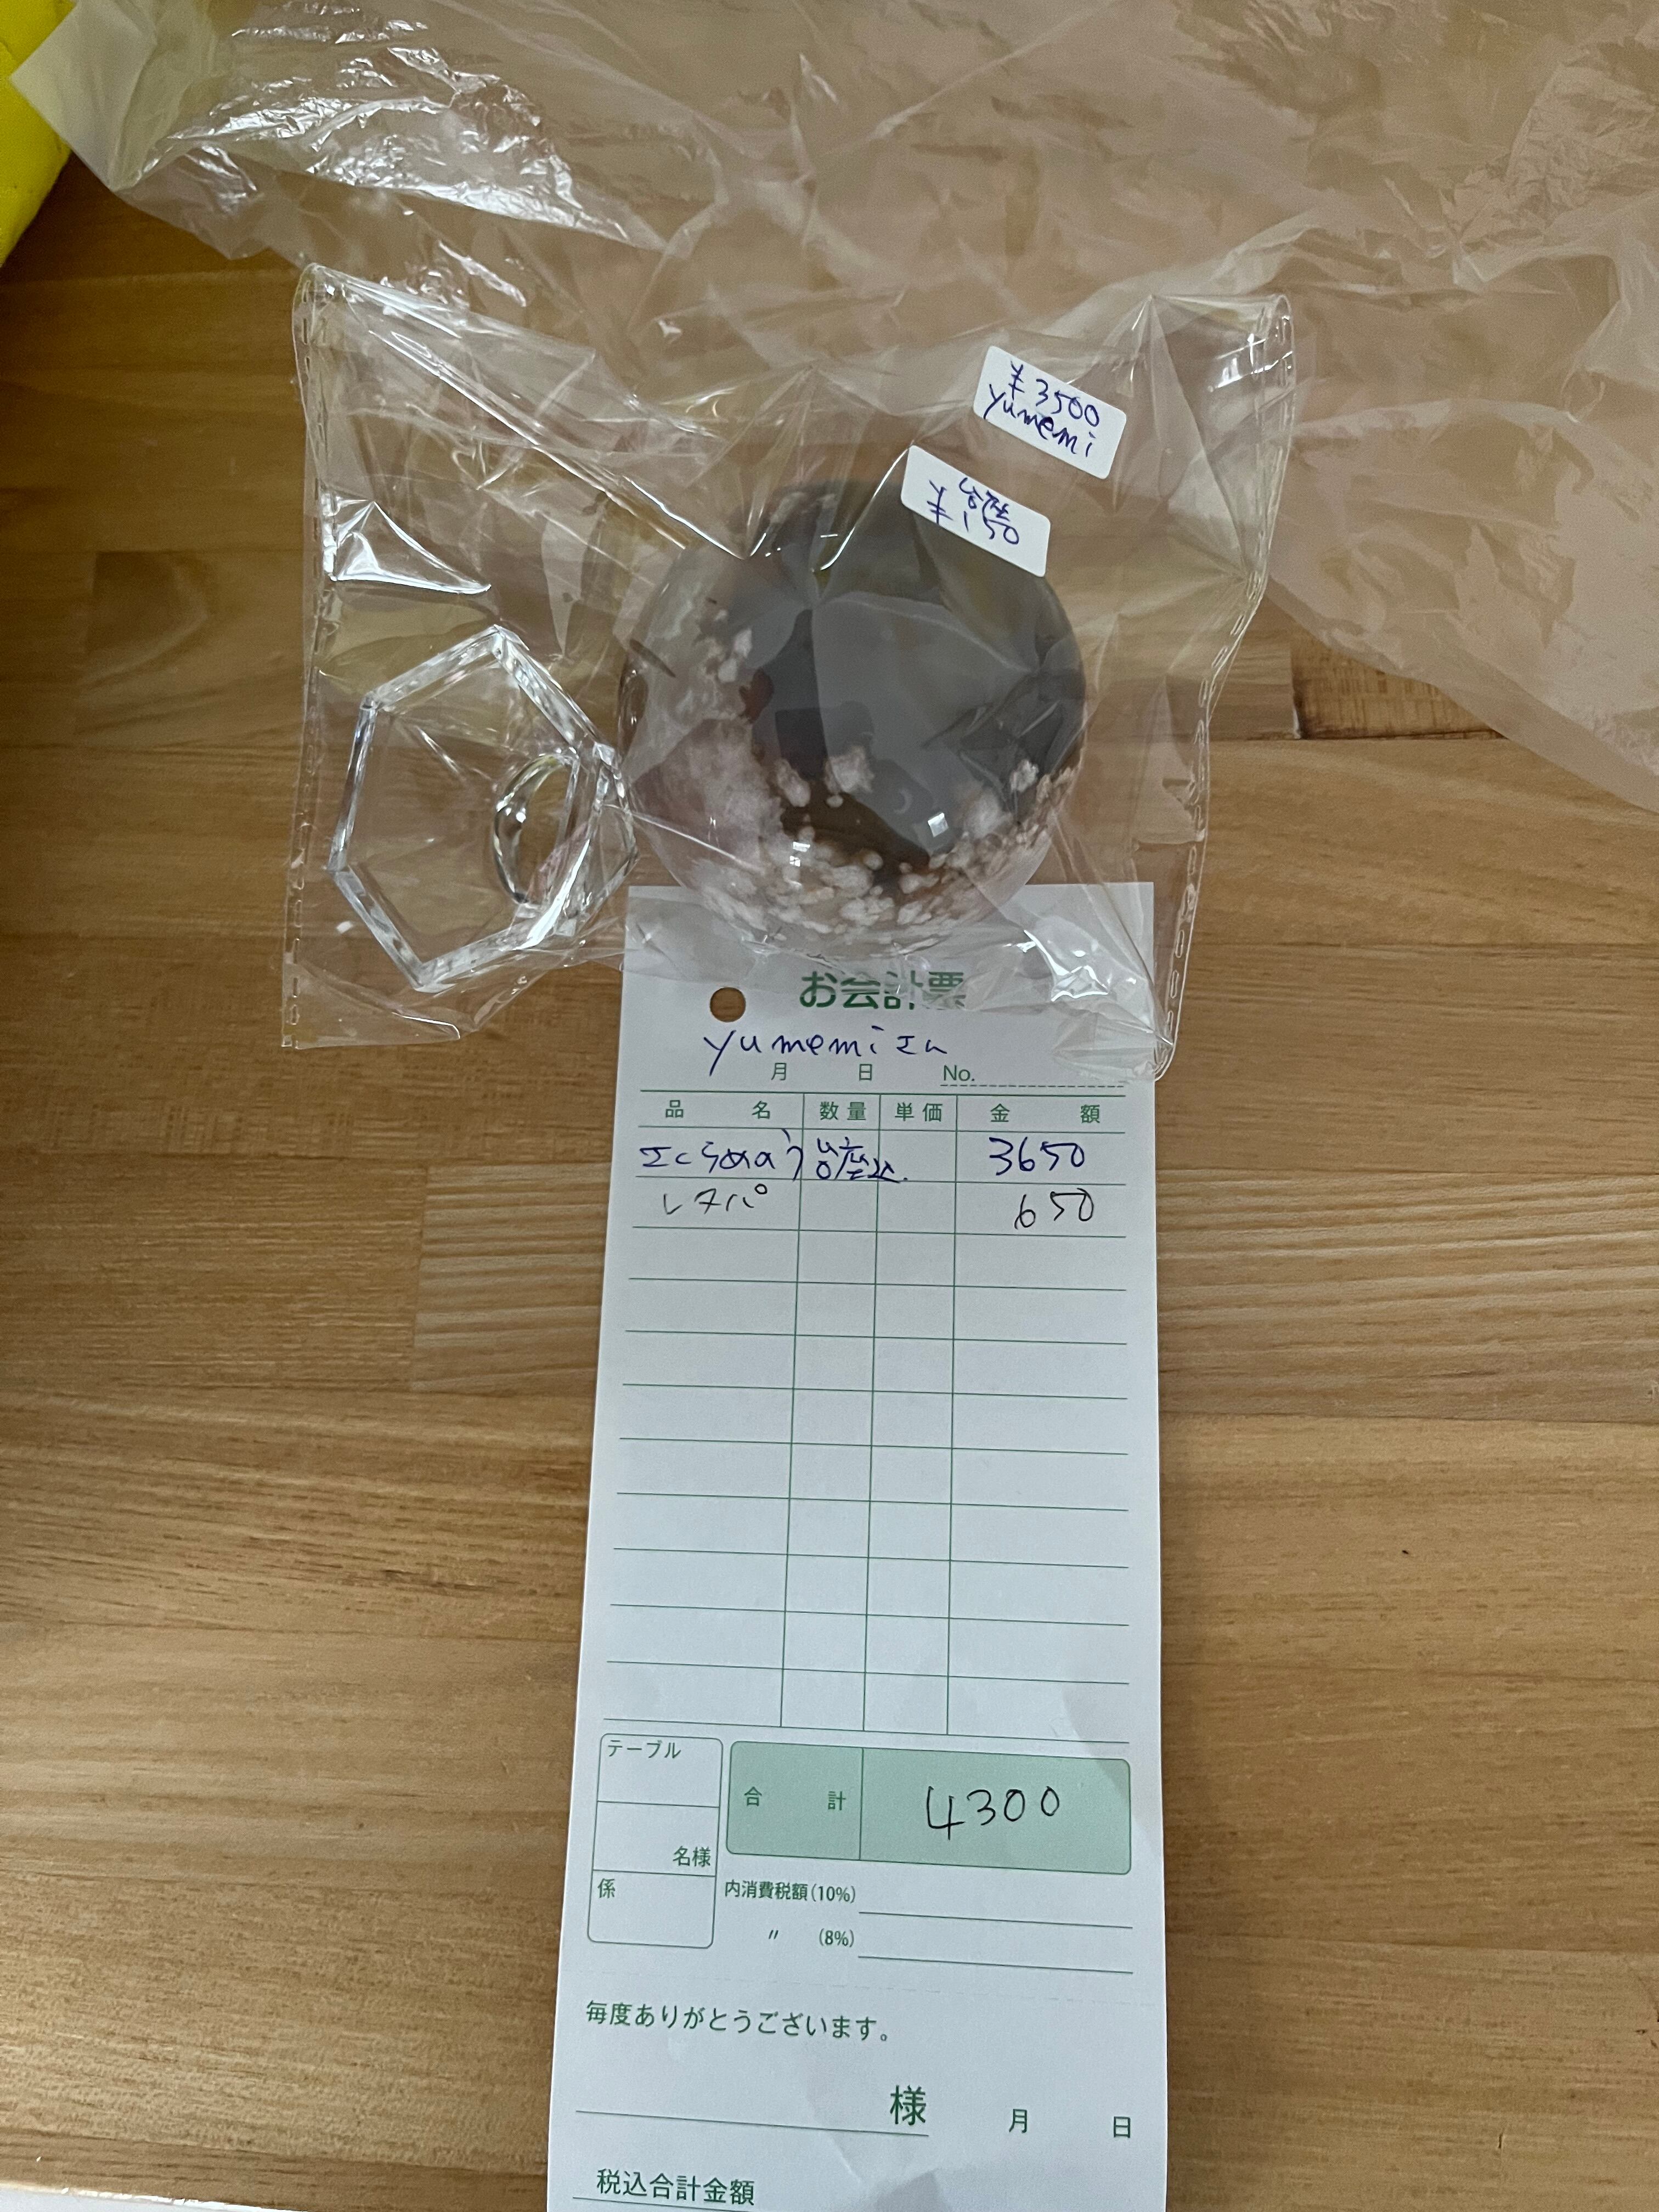 ¥3500
yumemi
台座
¥150
お会計票
yumemiさん
月 日 No.
品名 数量 単価 金額
さくらめのう 台座込. 3650
レタパ 650
テーブル
名様
係
合計 4300
内消費税額(10%)
〃 (8%)
毎度ありがとうございます。
様 月 日
税込合計金額